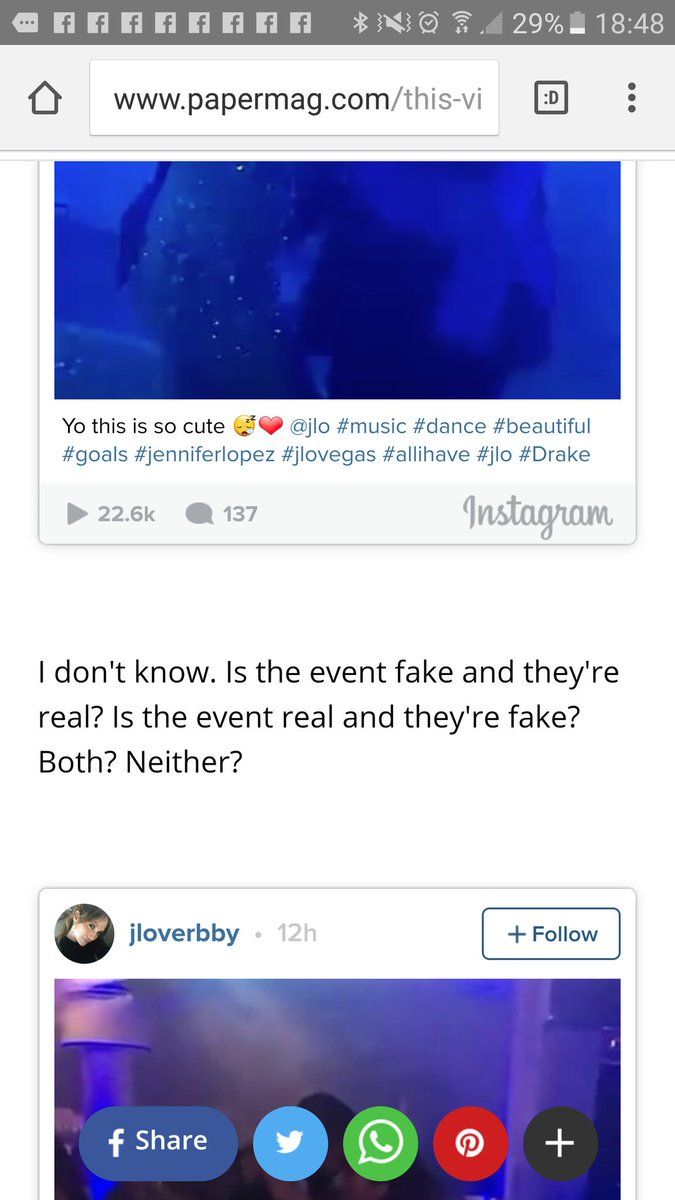 29% 18:48
www.papermag.com/this-vi
:D
Yo this is so cute 😴❤ @jlo #music #dance #beautiful
#goals #jenniferlopez #jlovegas #allihave #jlo #Drake
22.6k 137 Instagram
I don't know. Is the event fake and they're
real? Is the event real and they're fake?
Both? Neither?
jloverbby • 12h + Follow
f Share